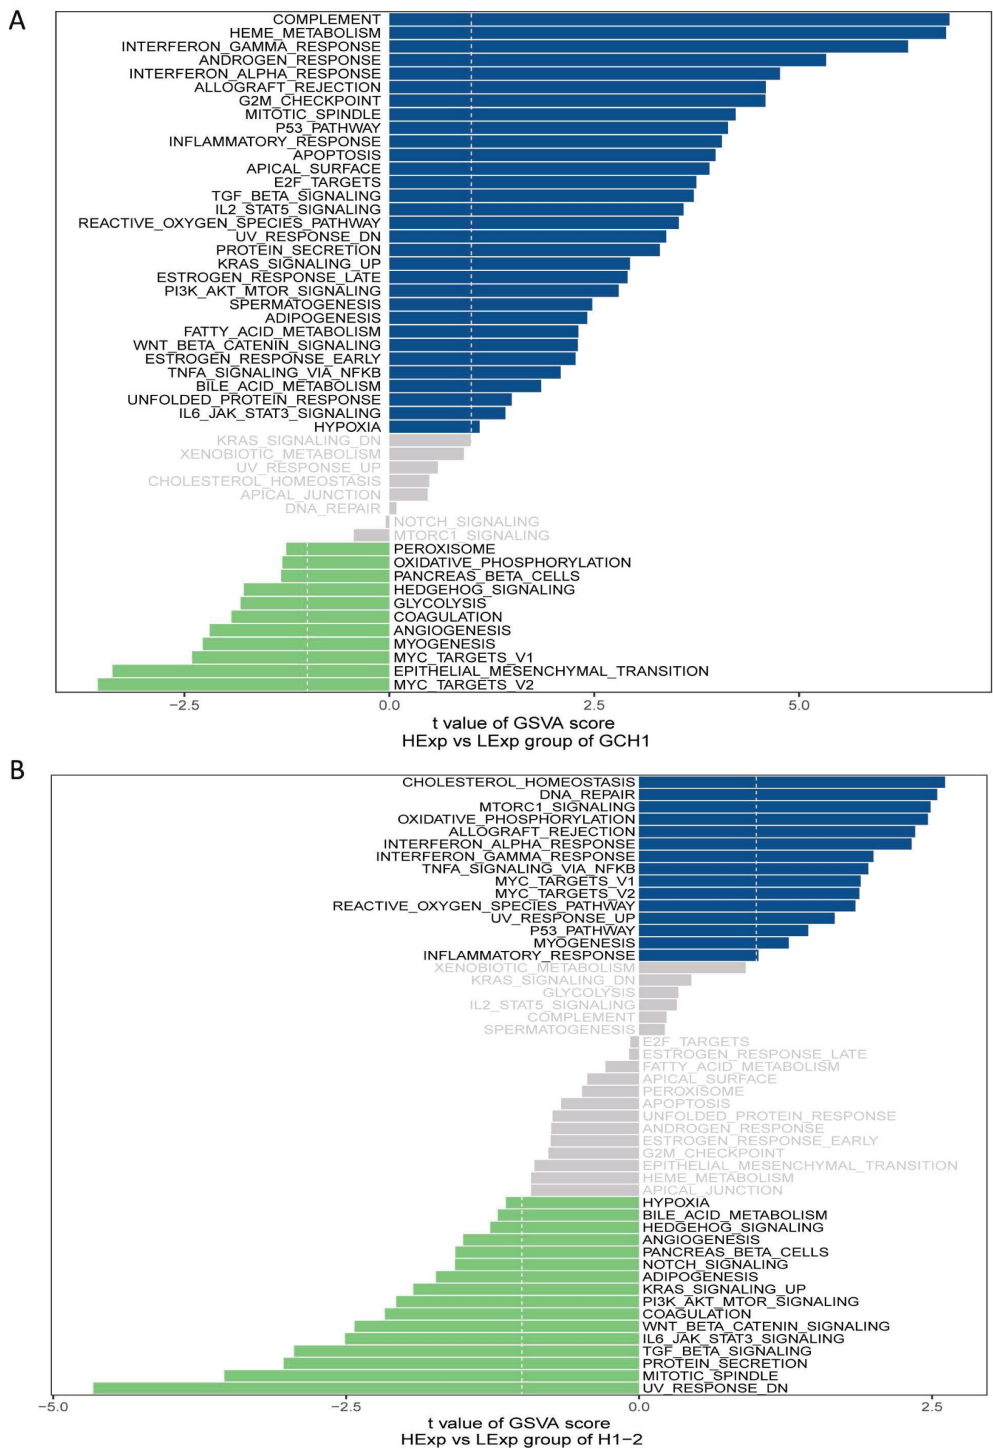 A
COMPLEMENT
HEME_METABOLISM
INTERFERON_GAMMA_RESPONSE
ANDROGEN_RESPONSE
INTERFERON_ALPHA_RESPONSE
ALLOGRAFT_REJECTION
G2M_CHECKPOINT
MITOTIC_SPINDLE
P53_PATHWAY
INFLAMMATORY_RESPONSE
APOPTOSIS
APICAL_SURFACE
E2F_TARGETS
TGF_BETA_SIGNALING
IL2_STAT5_SIGNALING
REACTIVE_OXYGEN_SPECIES_PATHWAY
UV_RESPONSE_DN
PROTEIN_SECRETION
KRAS_SIGNALING_UP
ESTROGEN_RESPONSE_LATE
PI3K_AKT_MTOR_SIGNALING
SPERMATOGENESIS
ADIPOGENESIS
FATTY_ACID_METABOLISM
WNT_BETA_CATENIN_SIGNALING
ESTROGEN_RESPONSE_EARLY
TNFA_SIGNALING_VIA_NFKB
BILE_ACID_METABOLISM
UNFOLDED_PROTEIN_RESPONSE
IL6_JAK_STAT3_SIGNALING
HYPOXIA
KRAS_SIGNALING_DN
XENOBIOTIC_METABOLISM
UV_RESPONSE_UP
CHOLESTEROL_HOMEOSTASIS
APICAL_JUNCTION
DNA_REPAIR
NOTCH_SIGNALING
MTORC1_SIGNALING
PEROXISOME
OXIDATIVE_PHOSPHORYLATION
PANCREAS_BETA_CELLS
HEDGEHOG_SIGNALING
GLYCOLYSIS
COAGULATION
ANGIOGENESIS
MYOGENESIS
MYC_TARGETS_V1
EPITHELIAL_MESENCHYMAL_TRANSITION
MYC_TARGETS_V2
−2.5 0.0 2.5 5.0
t value of GSVA score
HExp vs LExp group of GCH1
B
CHOLESTEROL_HOMEOSTASIS
DNA_REPAIR
MTORC1_SIGNALING
OXIDATIVE_PHOSPHORYLATION
ALLOGRAFT_REJECTION
INTERFERON_ALPHA_RESPONSE
INTERFERON_GAMMA_RESPONSE
TNFA_SIGNALING_VIA_NFKB
MYC_TARGETS_V1
MYC_TARGETS_V2
REACTIVE_OXYGEN_SPECIES_PATHWAY
UV_RESPONSE_UP
P53_PATHWAY
MYOGENESIS
INFLAMMATORY_RESPONSE
XENOBIOTIC_METABOLISM
KRAS_SIGNALING_DN
GLYCOLYSIS
IL2_STAT5_SIGNALING
COMPLEMENT
SPERMATOGENESIS
E2F_TARGETS
ESTROGEN_RESPONSE_LATE
FATTY_ACID_METABOLISM
APICAL_SURFACE
PEROXISOME
APOPTOSIS
UNFOLDED_PROTEIN_RESPONSE
ANDROGEN_RESPONSE
ESTROGEN_RESPONSE_EARLY
G2M_CHECKPOINT
EPITHELIAL_MESENCHYMAL_TRANSITION
HEME_METABOLISM
APICAL_JUNCTION
HYPOXIA
BILE_ACID_METABOLISM
HEDGEHOG_SIGNALING
ANGIOGENESIS
PANCREAS_BETA_CELLS
NOTCH_SIGNALING
ADIPOGENESIS
KRAS_SIGNALING_UP
PI3K_AKT_MTOR_SIGNALING
COAGULATION
WNT_BETA_CATENIN_SIGNALING
IL6_JAK_STAT3_SIGNALING
TGF_BETA_SIGNALING
PROTEIN_SECRETION
MITOTIC_SPINDLE
UV_RESPONSE_DN
−5.0 −2.5 0.0 2.5
t value of GSVA score
HExp vs LExp group of H1−2